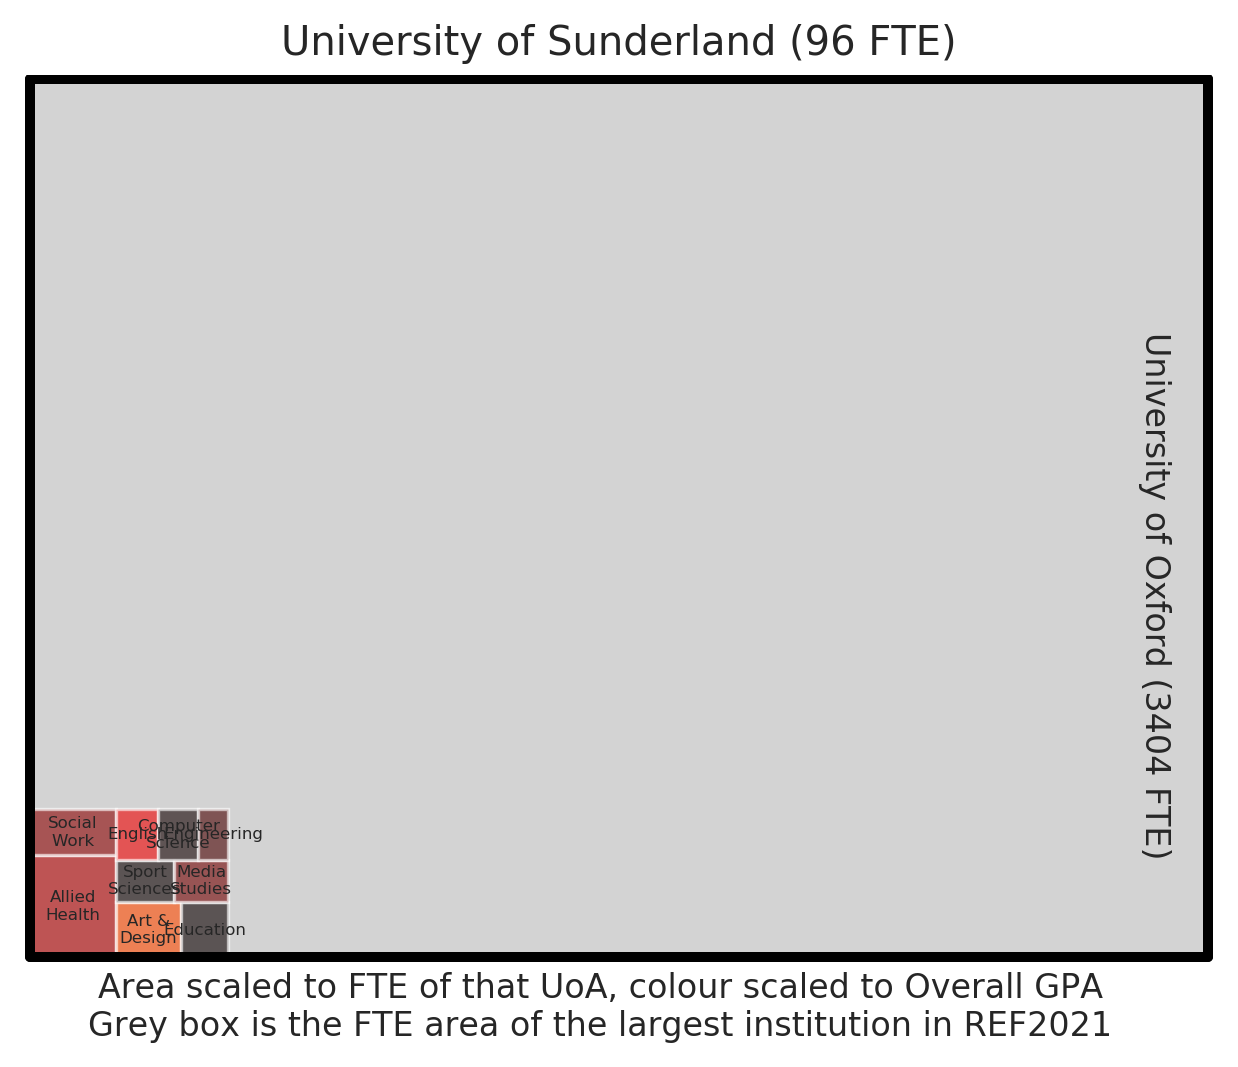 University of Sunderland (96 FTE)
University of Oxford (3404 FTE)
Social
Work
English
Computer
Science
Engineering
Allied
Health
Sport
Sciences
Media
Studies
Art &
Design
Education
Area scaled to FTE of that UoA, colour scaled to Overall GPA
Grey box is the FTE area of the largest institution in REF2021